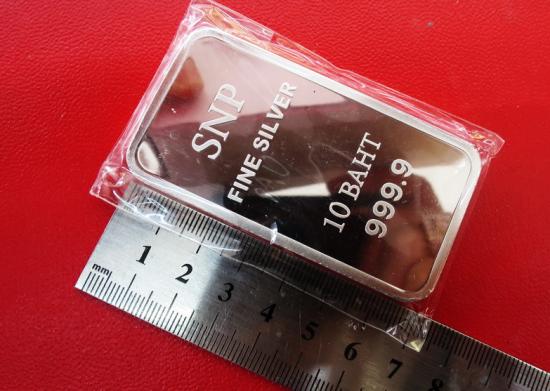 SNP
FINE SILVER
10 BAHT
999.9
mm
1 2 3 4 5 6 7 8